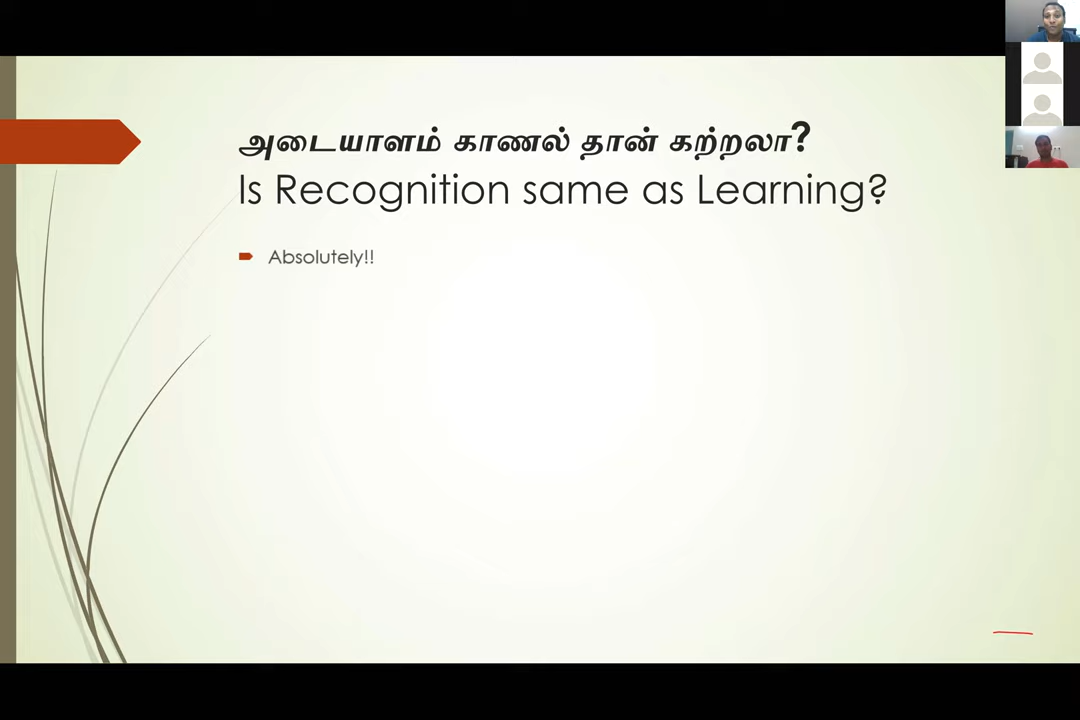 அடையாளம் காணல் தான் கற்றலா?
Is Recognition same as Learning?
Absolutely!!